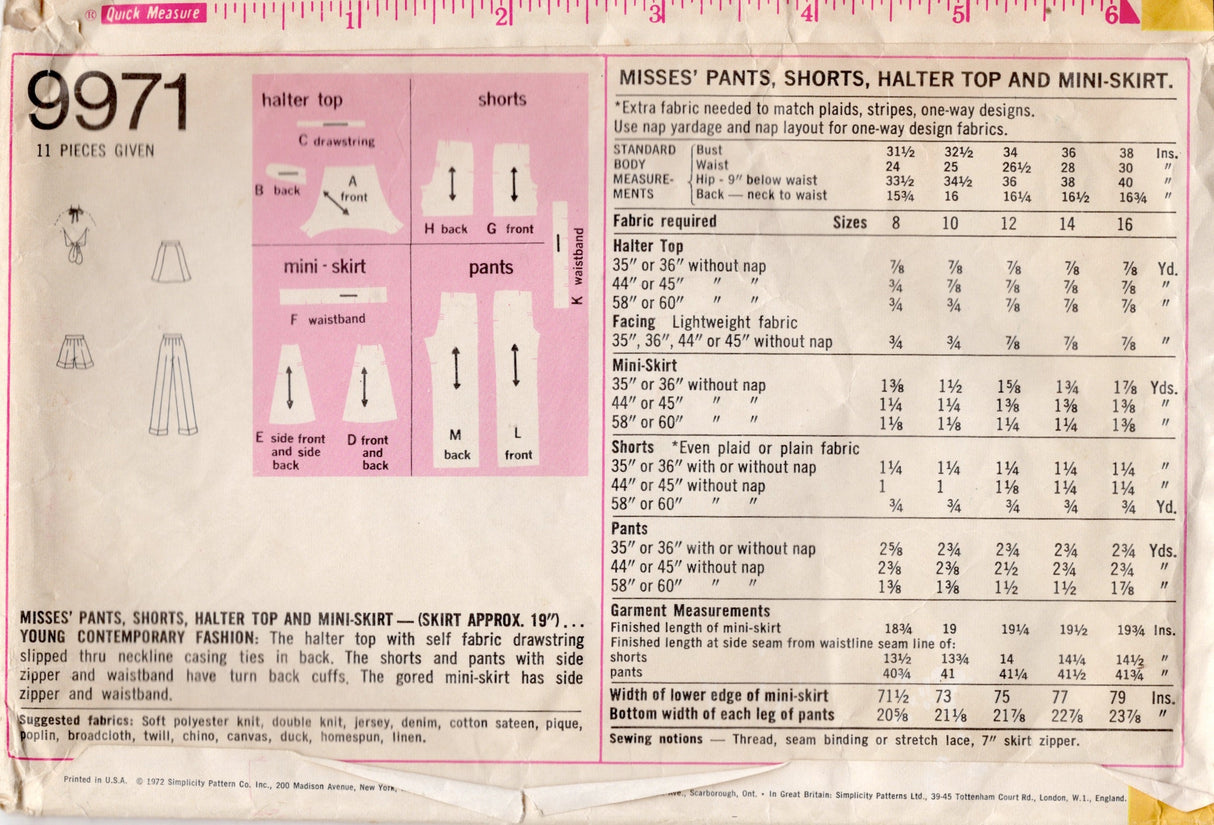 ® Quick Measure 1 2 3 4 5 6
9971
11 PIECES GIVEN
halter top
C drawstring
B back
A
front
shorts
H back G front
K waistband
mini - skirt
F waistband
E side front
and side
back
D front
and
back
pants
M
back
L
front
MISSES' PANTS, SHORTS, HALTER TOP AND MINI-SKIRT — (SKIRT APPROX. 19") . . .
YOUNG CONTEMPORARY FASHION: The halter top with self fabric drawstring
slipped thru neckline casing ties in back. The shorts and pants with side
zipper and waistband have turn back cuffs. The gored mini-skirt has side
zipper and waistband.
Suggested fabrics: Soft polyester knit, double knit, jersey, denim, cotton sateen, pique,
poplin, broadcloth, twill, chino, canvas, duck, homespun, linen.
MISSES' PANTS, SHORTS, HALTER TOP AND MINI-SKIRT.
*Extra fabric needed to match plaids, stripes, one-way designs.
Use nap yardage and nap layout for one-way design fabrics.
STANDARD Bust 31½ 32½ 34 36 38 Ins.
BODY Waist 24 25 26½ 28 30 "
MEASURE- Hip - 9" below waist 33½ 34½ 36 38 40 "
MENTS Back — neck to waist 15¾ 16 16¼ 16½ 16¾ "
Fabric required Sizes 8 10 12 14 16
Halter Top
35" or 36" without nap ⅞ ⅞ ⅞ ⅞ ⅞ Yd.
44" or 45" " " ¾ ⅞ ⅞ ⅞ ⅞ "
58" or 60" " " ¾ ¾ ⅞ ⅞ ⅞ "
Facing Lightweight fabric
35", 36", 44" or 45" without nap ¾ ¾ ⅞ ⅞ ⅞ "
Mini-Skirt
35" or 36" without nap 1⅜ 1½ 1⅝ 1¾ 1⅞ Yds.
44" or 45" " " 1¼ 1¼ 1⅜ 1⅜ 1⅜ "
58" or 60" " " 1⅛ 1⅛ 1¼ 1¼ 1⅜ "
Shorts *Even plaid or plain fabric
35" or 36" with or without nap 1¼ 1¼ 1¼ 1¼ 1¼ "
44" or 45" without nap 1 1 1⅛ 1¼ 1¼ "
58" or 60" " " ¾ ¾ ¾ ¾ ¾ Yd.
Pants
35" or 36" with or without nap 2⅝ 2¾ 2¾ 2¾ 2¾ Yds.
44" or 45" without nap 2⅜ 2⅜ 2½ 2¾ 2¾ "
58" or 60" " " 1⅜ 1⅜ 1½ 1½ 1⅞ "
Garment Measurements
Finished length of mini-skirt 18¾ 19 19¼ 19½ 19¾ Ins.
Finished length at side seam from waistline seam line of:
shorts 13½ 13¾ 14 14¼ 14½ "
pants 40¾ 41 41¼ 41½ 41¾ "
Width of lower edge of mini-skirt 71½ 73 75 77 79 Ins.
Bottom width of each leg of pants 20⅝ 21⅛ 21⅞ 22⅞ 23⅞ "
Sewing notions — Thread, seam binding or stretch lace, 7" skirt zipper.
Printed in U.S.A. © 1972 Simplicity Pattern Co. Inc., 200 Madison Avenue, New York, Ave., Scarborough, Ont. • In Great Britain: Simplicity Patterns Ltd., 39-45 Tottenham Court Rd., London, W.1., England.